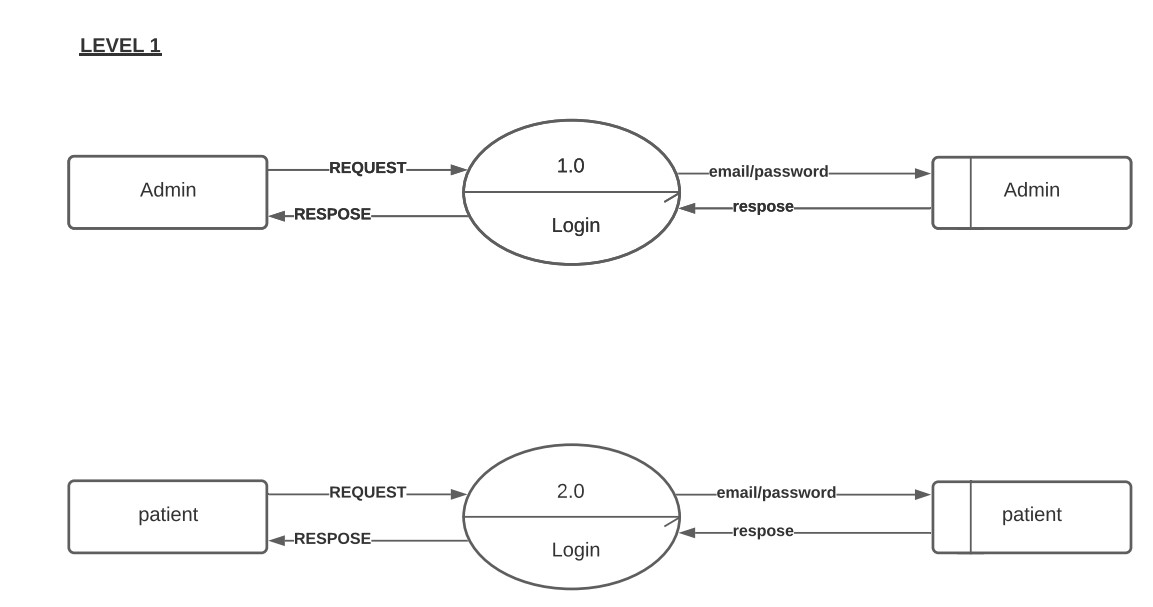 LEVEL 1
1.0
Admin
REQUEST
RESPOSE
Login
email/password
respose
Admin
2.0
patient
REQUEST
RESPOSE
Login
email/password
respose
patient